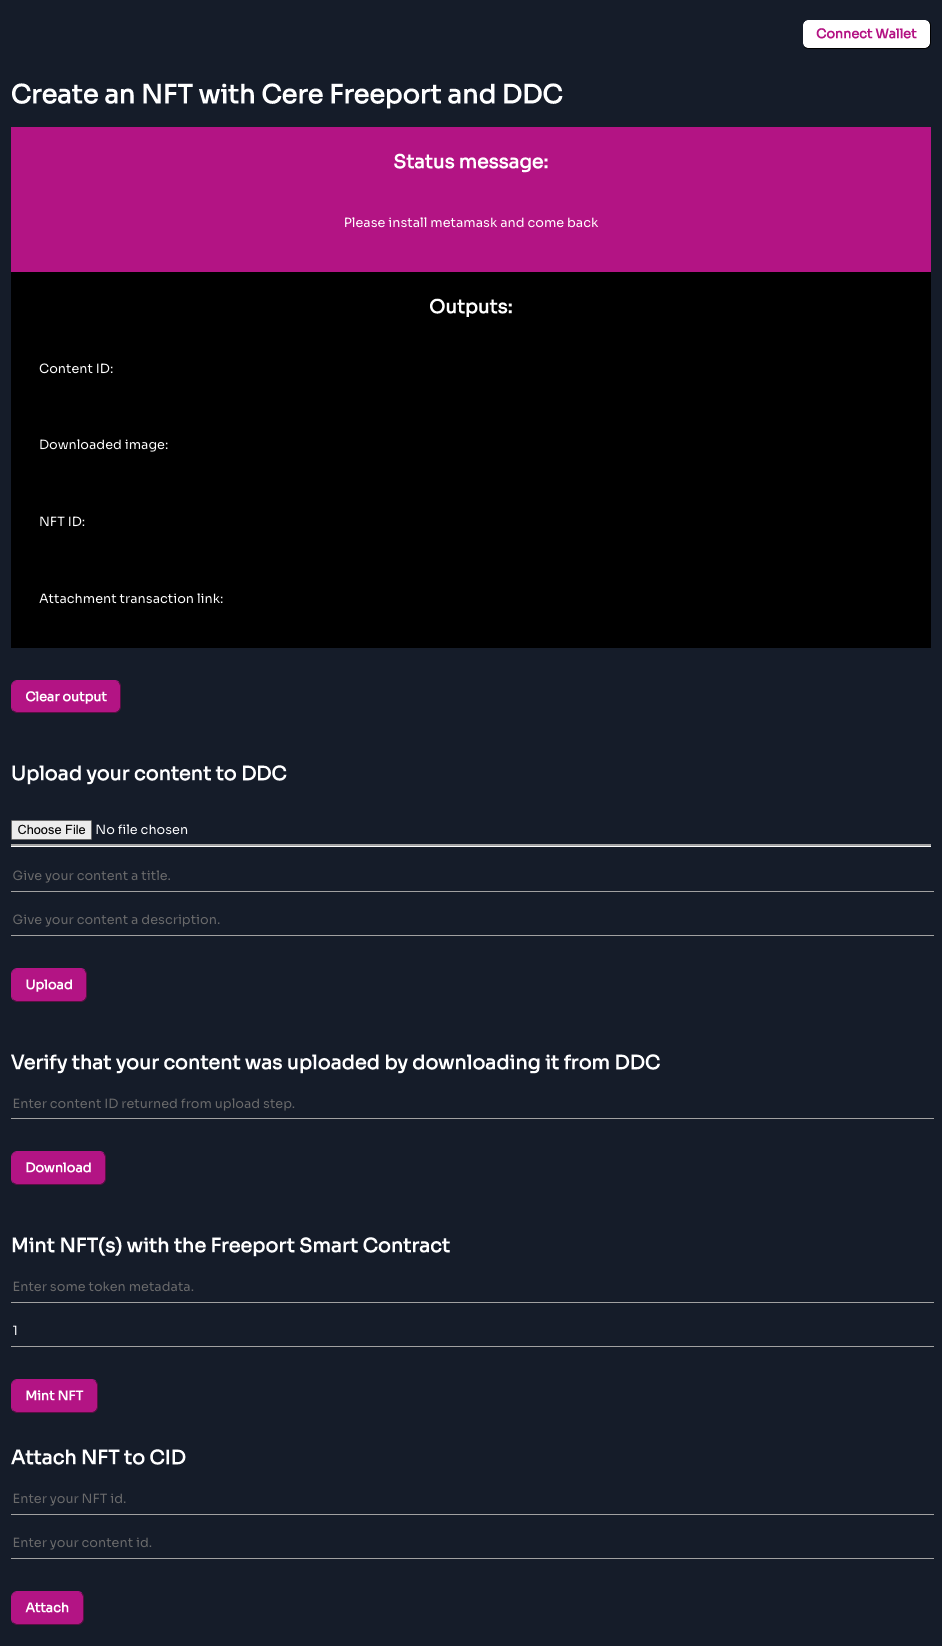 Connect Wallet
Create an NFT with Cere Freeport and DDC
Status message:
Please install metamask and come back
Outputs:
Content ID:
Downloaded image:
NFT ID:
Attachment transaction link:
Clear output
Upload your content to DDC
Choose File No file chosen
Give your content a title.
Give your content a description.
Upload
Verify that your content was uploaded by downloading it from DDC
Enter content ID returned from upload step.
Download
Mint NFT(s) with the Freeport Smart Contract
Enter some token metadata.
1
Mint NFT
Attach NFT to CID
Enter your NFT id.
Enter your content id.
Attach